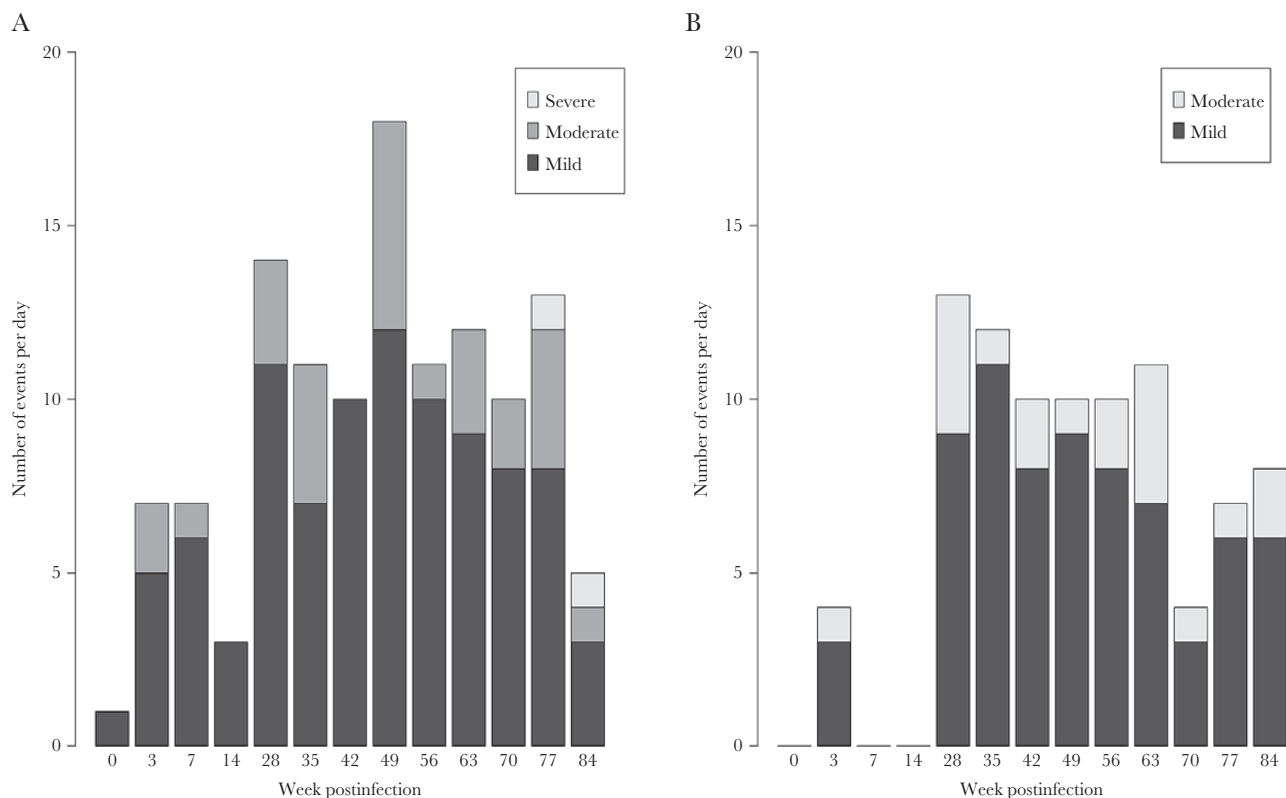 A
Number of events per day
20
15
10
5
0
Severe
Moderate
Mild
0 3 7 14 28 35 42 49 56 63 70 77 84
Week postinfection
B
Number of events per day
20
15
10
5
0
Moderate
Mild
0 3 7 14 28 35 42 49 56 63 70 77 84
Week postinfection